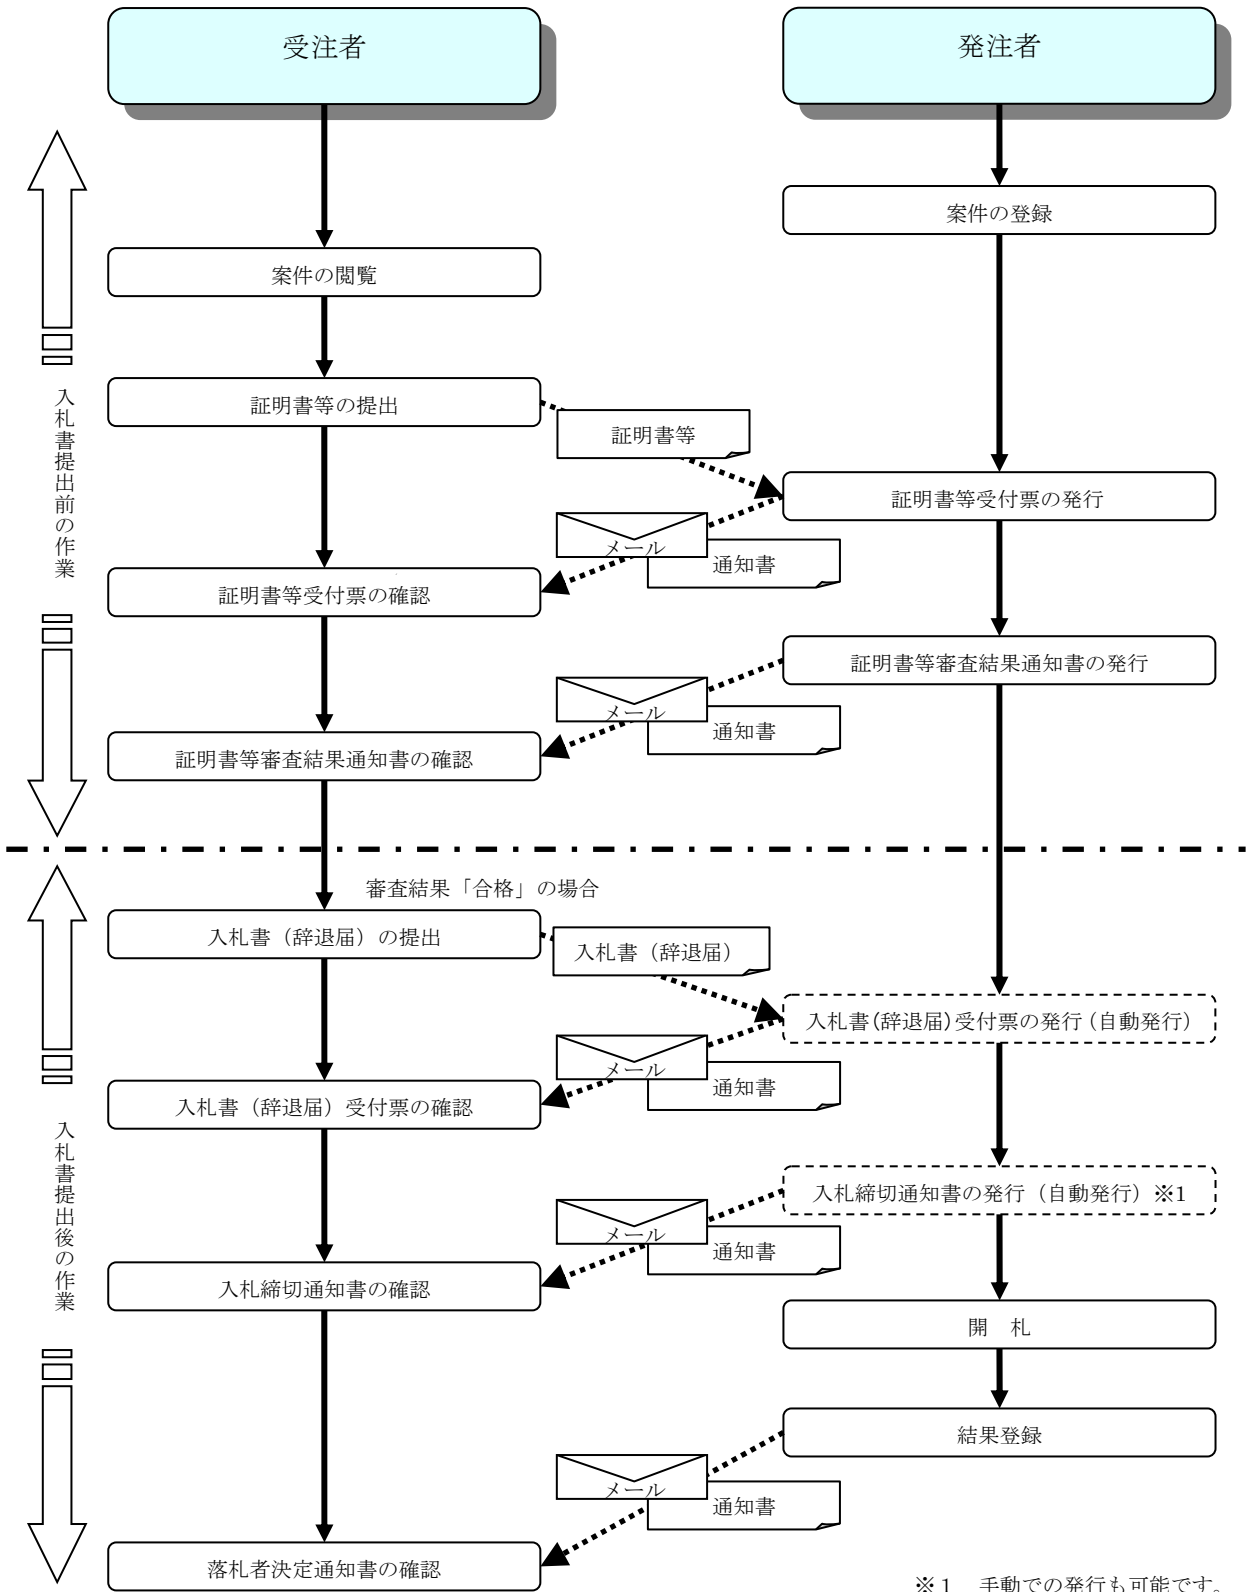 受注者
発注者
案件の登録
案件の閲覧
証明書等の提出
証明書等
証明書等受付票の発行
メール
通知書
証明書等受付票の確認
証明書等審査結果通知書の発行
メール
通知書
証明書等審査結果通知書の確認
入札書提出前の作業
審査結果「合格」の場合
入札書（辞退届）の提出
入札書（辞退届）
入札書（辞退届）受付票の発行（自動発行）
メール
通知書
入札書（辞退届）受付票の確認
入札締切通知書の発行（自動発行）※1
メール
通知書
入札締切通知書の確認
開　札
結果登録
メール
通知書
落札者決定通知書の確認
入札書提出後の作業
※１　手動での発行も可能です。